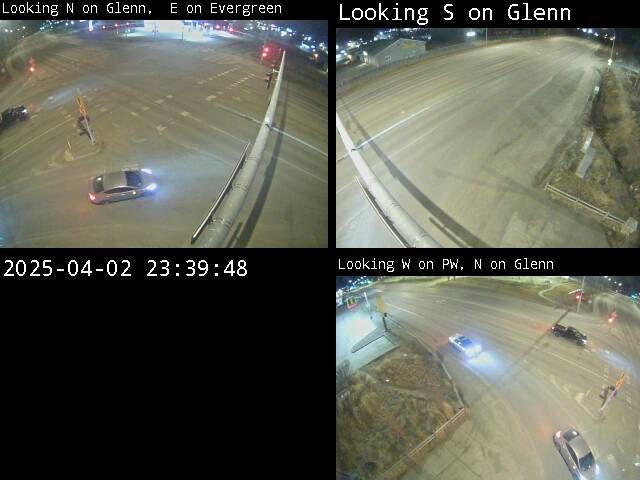 Looking N on Glenn,  E on Evergreen
Looking S on Glenn
2025-04-02 23:39:48
Looking W on PW, N on Glenn